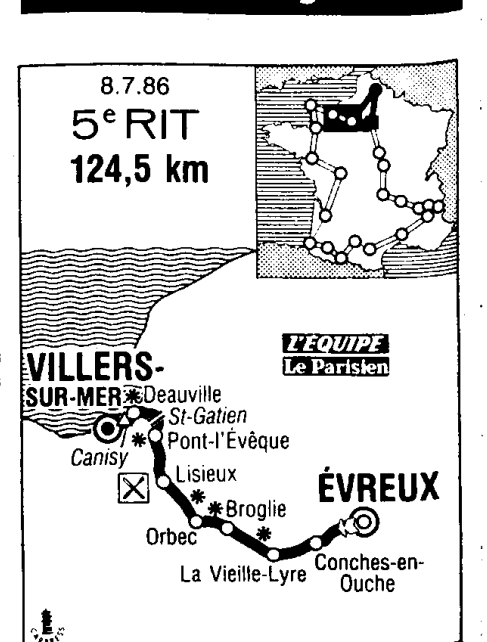 8.7.86
5e RIT
124,5 km
L'ÉQUIPE
Le Parisien
VILLERS-
SUR-MER
Deauville
St-Gatien
Canisy
Pont-l'Évêque
Lisieux
ÉVREUX
Broglie
Orbec
La Vieille-Lyre
Conches-en-
Ouche